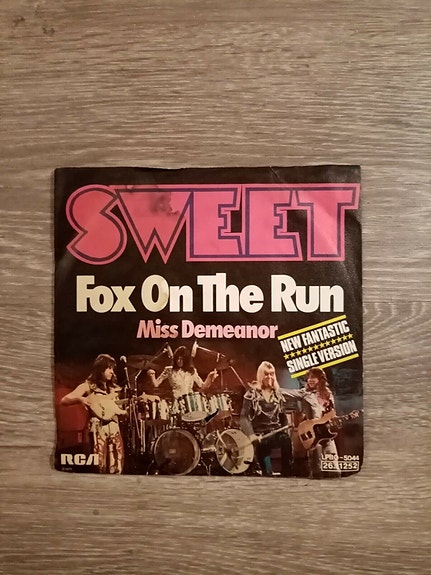 SWEET
Fox On The Run
Miss Demeanor
NEW FANTASTIC
SINGLE VERSION
RCA
LPBO-5044
26.11252